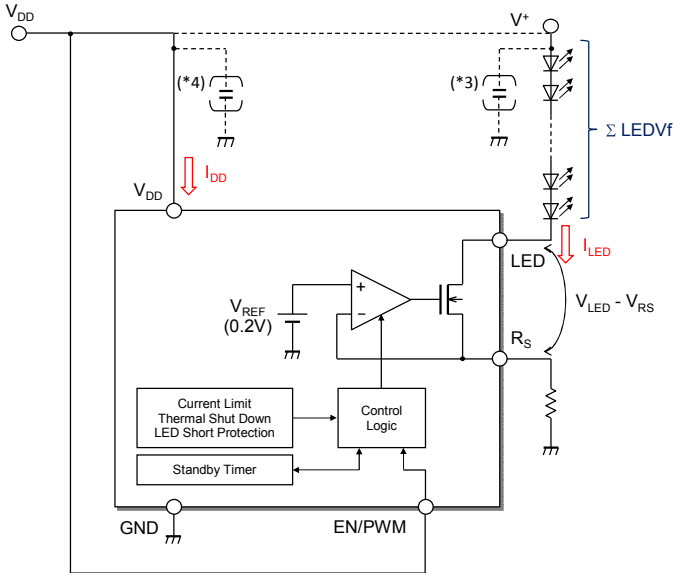 VDD
V+
(*4)
(*3)
Σ LEDVf
IDD
VDD
ILED
LED
+
−
VREF
(0.2V)
VLED - VRS
RS
Current Limit
Thermal Shut Down
LED Short Protection
Control
Logic
Standby Timer
GND
EN/PWM